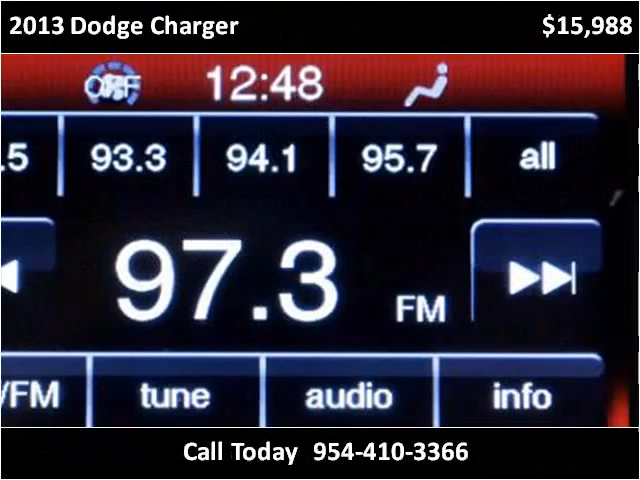 2013 Dodge Charger $15,988
OFF 12:48
.5 93.3 94.1 95.7 all
97.3 FM
/FM tune audio info
Call Today 954-410-3366